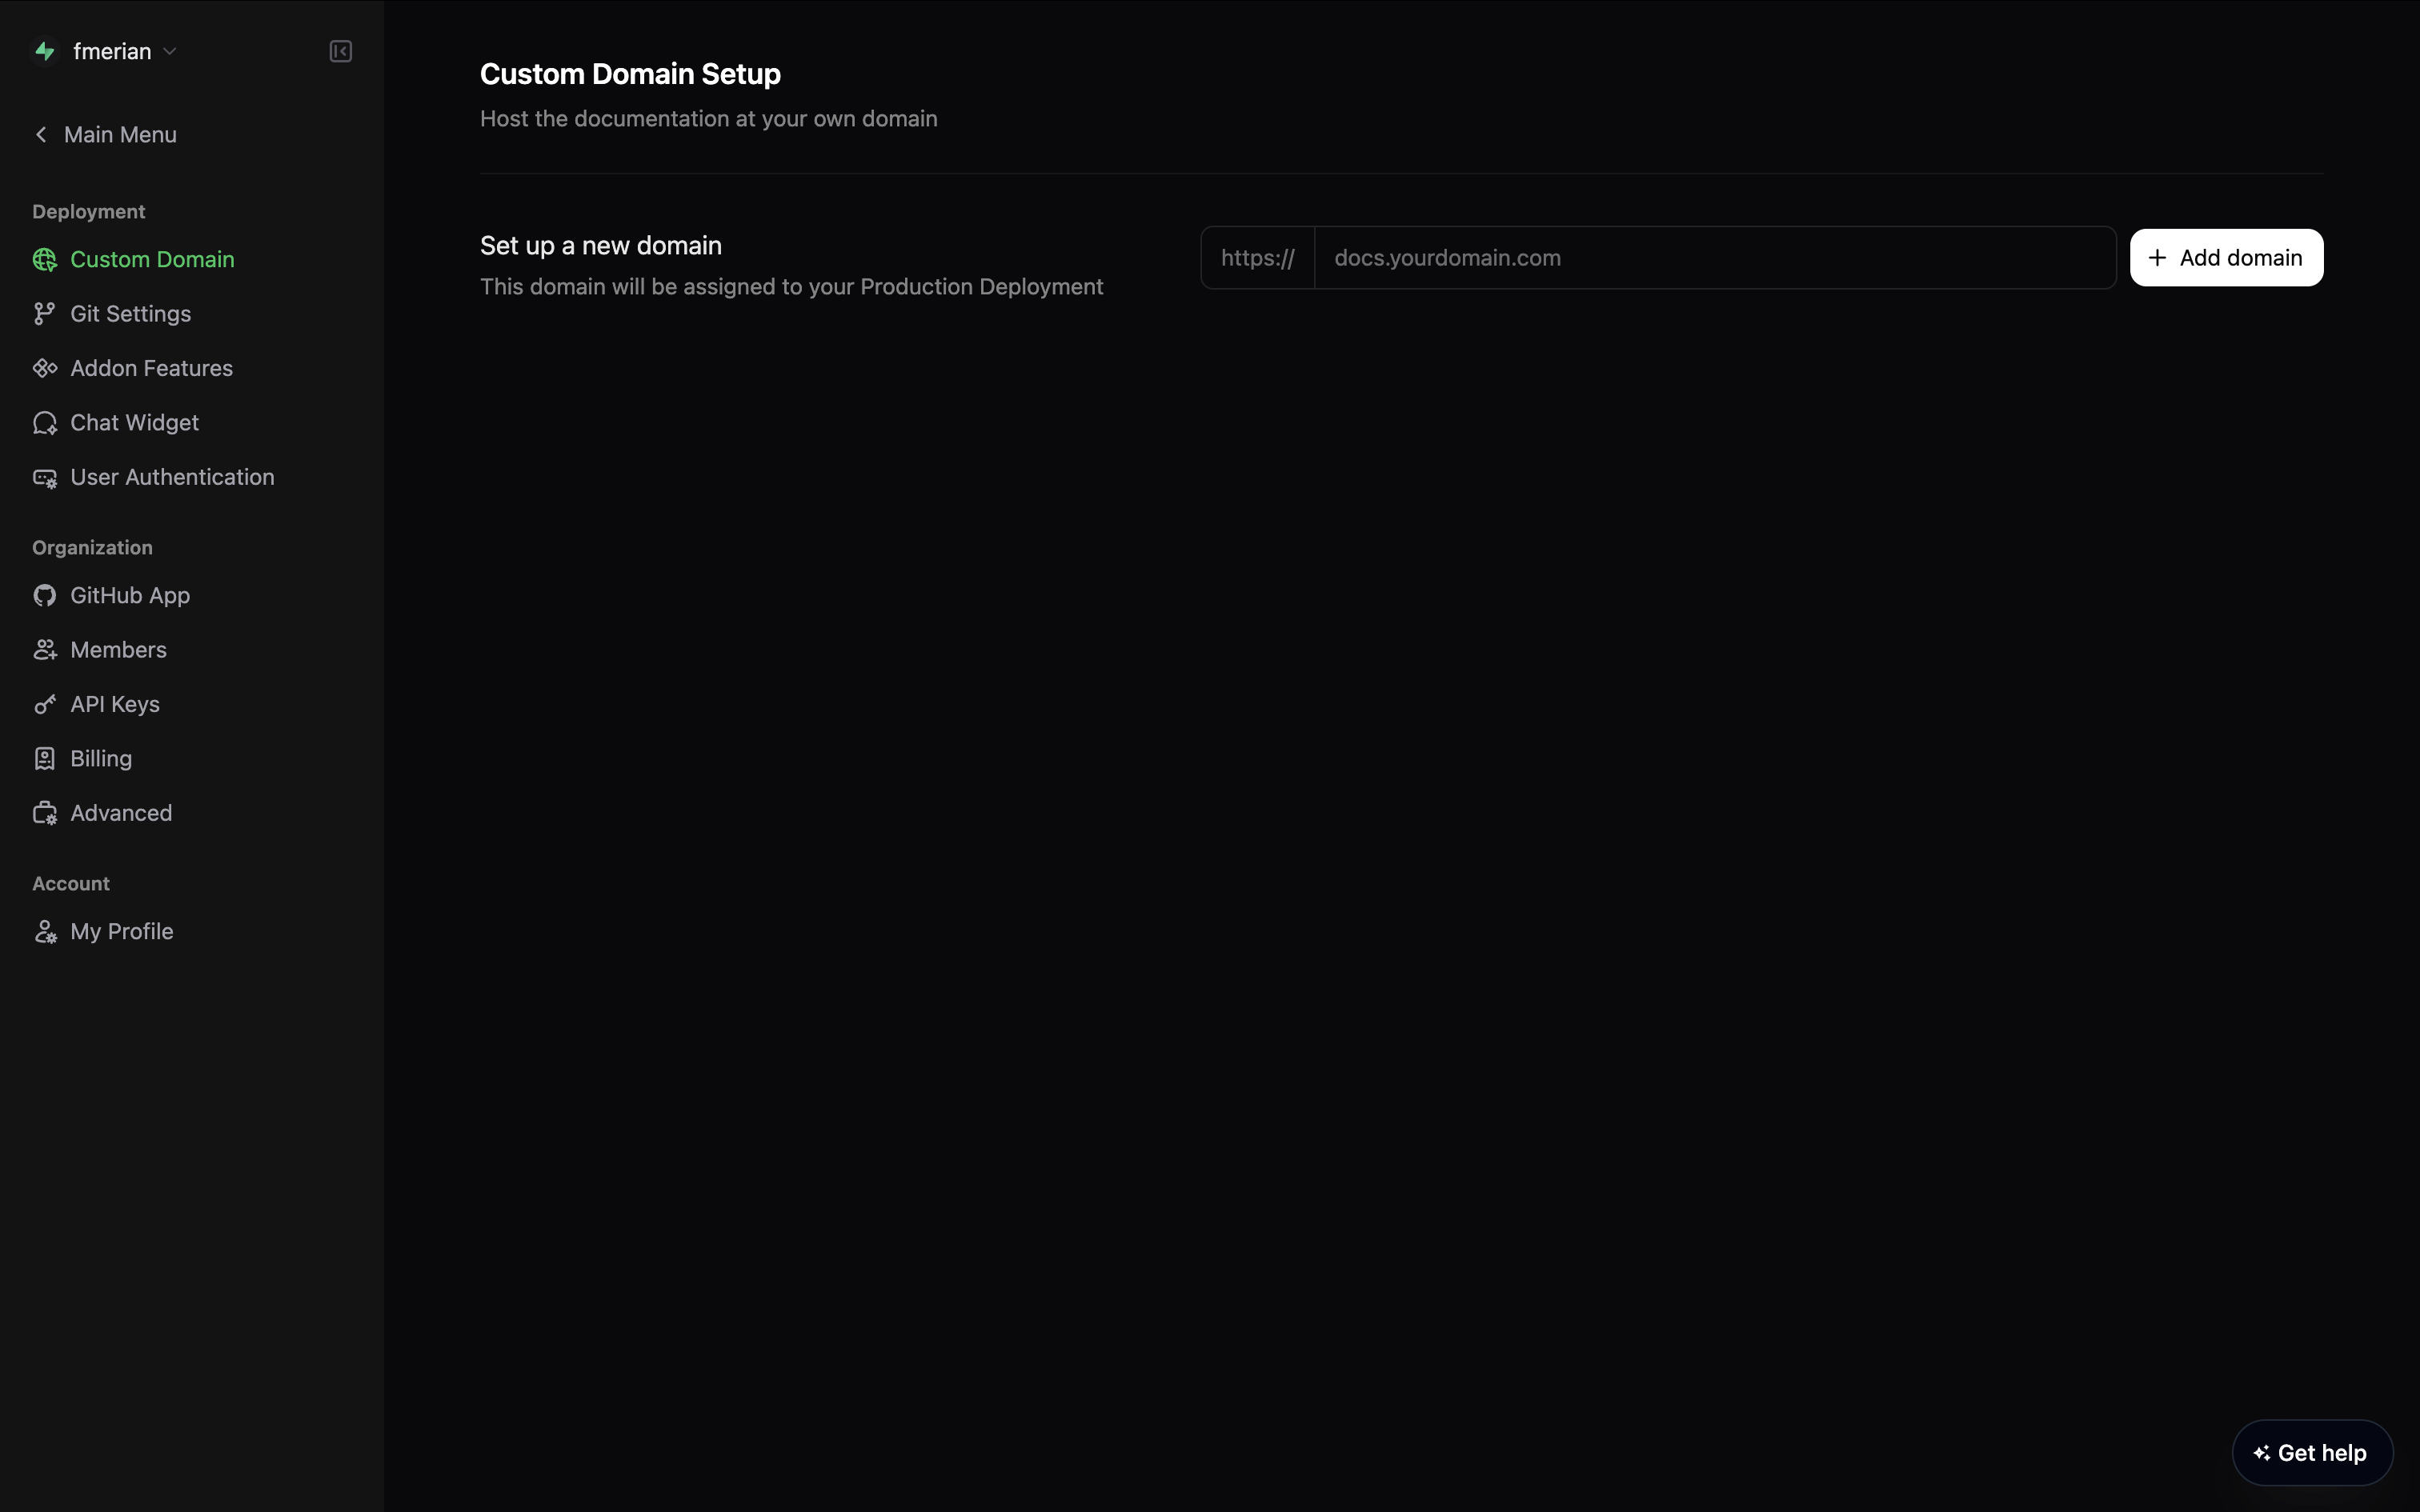 fmerian
Main Menu
Deployment
Custom Domain
Git Settings
Addon Features
Chat Widget
User Authentication
Organization
GitHub App
Members
API Keys
Billing
Advanced
Account
My Profile
Custom Domain Setup
Host the documentation at your own domain
Set up a new domain
This domain will be assigned to your Production Deployment
https:// docs.yourdomain.com
+ Add domain
Get help